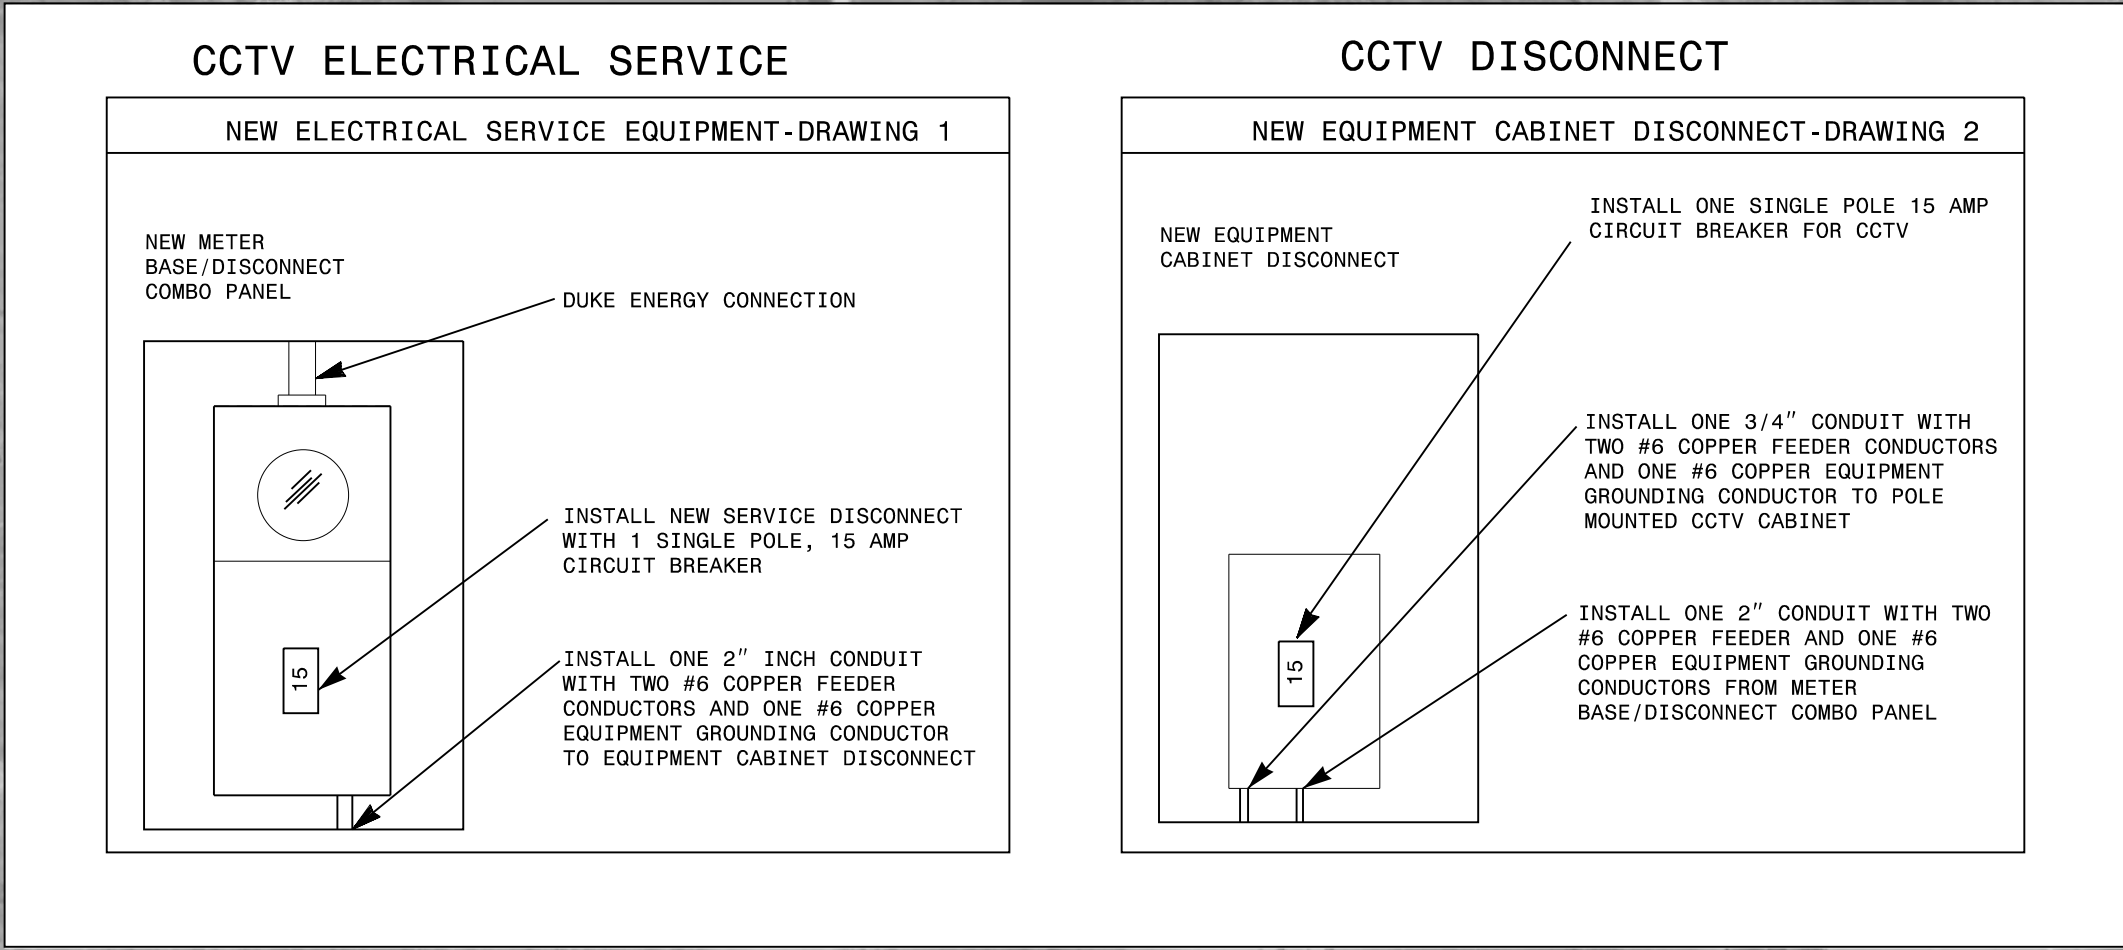 CCTV ELECTRICAL SERVICE
NEW ELECTRICAL SERVICE EQUIPMENT-DRAWING 1
NEW METER
BASE/DISCONNECT
COMBO PANEL
DUKE ENERGY CONNECTION
INSTALL NEW SERVICE DISCONNECT
WITH 1 SINGLE POLE, 15 AMP
CIRCUIT BREAKER
15
INSTALL ONE 2" INCH CONDUIT
WITH TWO #6 COPPER FEEDER
CONDUCTORS AND ONE #6 COPPER
EQUIPMENT GROUNDING CONDUCTOR
TO EQUIPMENT CABINET DISCONNECT
CCTV DISCONNECT
NEW EQUIPMENT CABINET DISCONNECT-DRAWING 2
INSTALL ONE SINGLE POLE 15 AMP
CIRCUIT BREAKER FOR CCTV
NEW EQUIPMENT
CABINET DISCONNECT
INSTALL ONE 3/4" CONDUIT WITH
TWO #6 COPPER FEEDER CONDUCTORS
AND ONE #6 COPPER EQUIPMENT
GROUNDING CONDUCTOR TO POLE
MOUNTED CCTV CABINET
15
INSTALL ONE 2" CONDUIT WITH TWO
#6 COPPER FEEDER AND ONE #6
COPPER EQUIPMENT GROUNDING
CONDUCTORS FROM METER
BASE/DISCONNECT COMBO PANEL